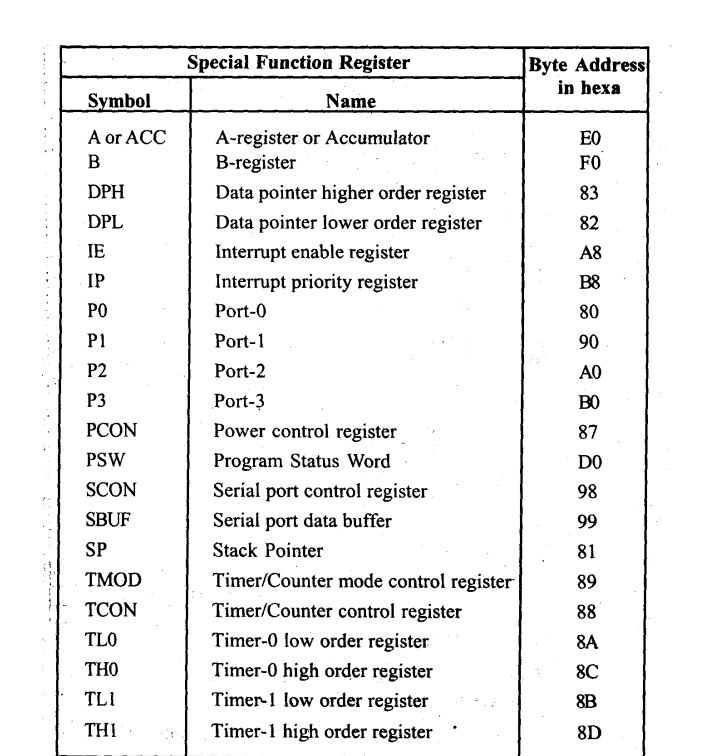 Special Function Register Byte Address
in hexa
Symbol Name
A or ACC A-register or Accumulator E0
B B-register F0
DPH Data pointer higher order register 83
DPL Data pointer lower order register 82
IE Interrupt enable register A8
IP Interrupt priority register B8
P0 Port-0 80
P1 Port-1 90
P2 Port-2 A0
P3 Port-3 B0
PCON Power control register 87
PSW Program Status Word D0
SCON Serial port control register 98
SBUF Serial port data buffer 99
SP Stack Pointer 81
TMOD Timer/Counter mode control register 89
TCON Timer/Counter control register 88
TL0 Timer-0 low order register 8A
TH0 Timer-0 high order register 8C
TL1 Timer-1 low order register 8B
TH1 Timer-1 high order register 8D